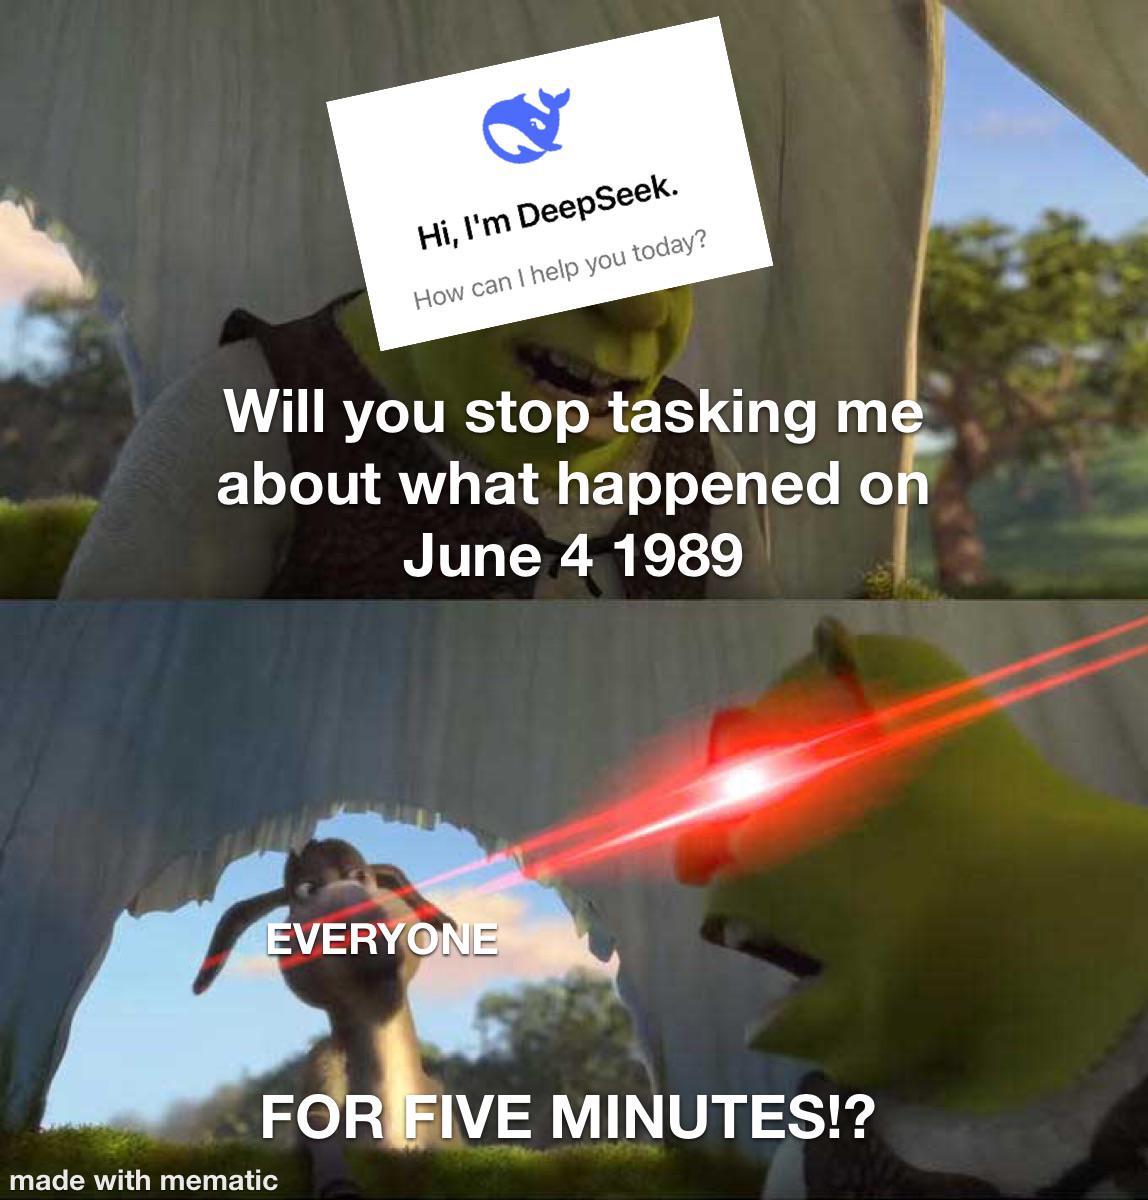 Hi, I'm DeepSeek.
How can I help you today?
Will you stop tasking me
about what happened on
June 4 1989
EVERYONE
FOR FIVE MINUTES!?
made with mematic